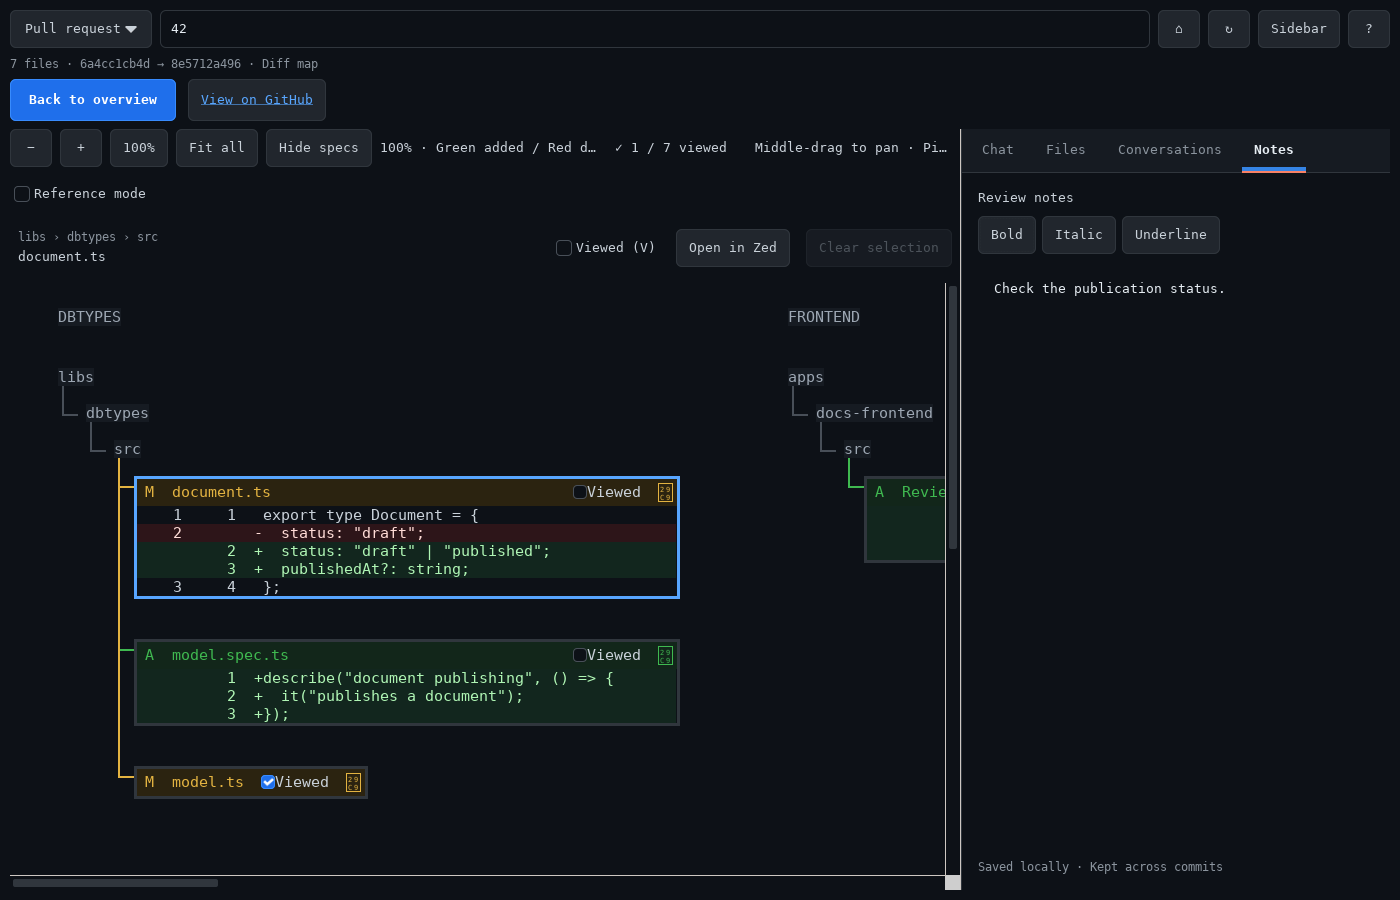 Pull request 42 ⌂ ↻ Sidebar ?
7 files · 6a4cc1cb4d → 8e5712a496 · Diff map
Back to overview View on GitHub
− + 100% Fit all Hide specs 100% · Green added / Red d… ✓ 1 / 7 viewed Middle-drag to pan · Pi…
Reference mode
libs › dbtypes › src
document.ts
Viewed (V) Open in Zed Clear selection
DBTYPES
libs
dbtypes
src
M document.ts Viewed
1 1 export type Document = {
2 - status: "draft";
2 + status: "draft" | "published";
3 + publishedAt?: string;
3 4 };
A model.spec.ts Viewed
1 +describe("document publishing", () => {
2 + it("publishes a document");
3 +});
M model.ts Viewed
FRONTEND
apps
docs-frontend
src
A Revie
Chat Files Conversations Notes
Review notes
Bold Italic Underline
Check the publication status.
Saved locally · Kept across commits